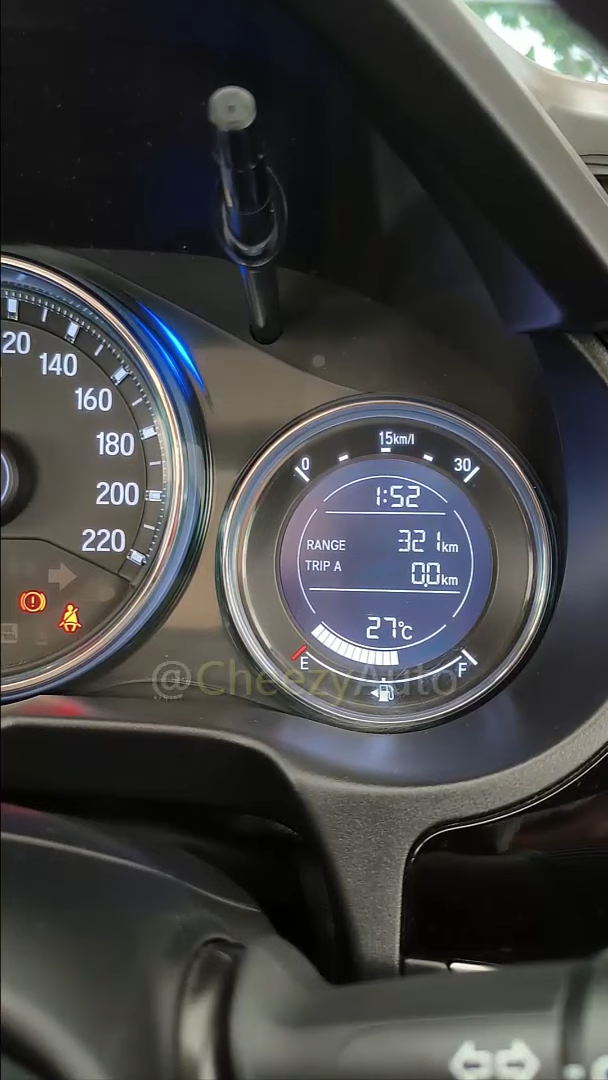 20
140
160
180
200
220
0 15km/l 30
1:52
RANGE 321km
TRIP A 0.0km
27°C
E F
@CheezyAuto